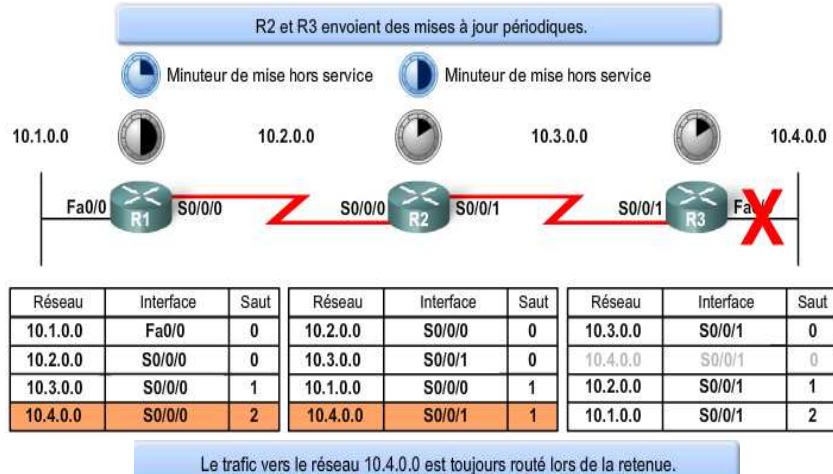 R2 et R3 envoient des mises à jour périodiques.
Minuteur de mise hors service Minuteur de mise hors service
10.1.0.0 10.2.0.0 10.3.0.0 10.4.0.0
Fa0/0 R1 S0/0/0 S0/0/0 R2 S0/0/1 S0/0/1 R3
Réseau Interface Saut Réseau Interface Saut Réseau Interface Saut
10.1.0.0 Fa0/0 0 10.2.0.0 S0/0/0 0 10.3.0.0 S0/0/1 0
10.2.0.0 S0/0/0 0 10.3.0.0 S0/0/1 0 10.4.0.0 S0/0/1 0
10.3.0.0 S0/0/0 1 10.1.0.0 S0/0/0 1 10.2.0.0 S0/0/1 1
10.4.0.0 S0/0/0 2 10.4.0.0 S0/0/1 1 10.1.0.0 S0/0/1 2
Le trafic vers le réseau 10.4.0.0 est toujours routé lors de la retenue.